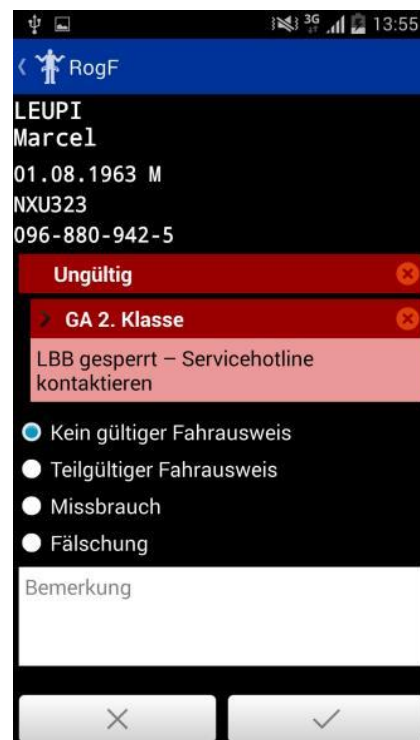 3G 13:55
RogF
LEUPI
Marcel
01.08.1963 M
NXU323
096-880-942-5
Ungültig
GA 2. Klasse
LBB gesperrt – Servicehotline
kontaktieren
Kein gültiger Fahrausweis
Teilgültiger Fahrausweis
Missbrauch
Fälschung
Bemerkung